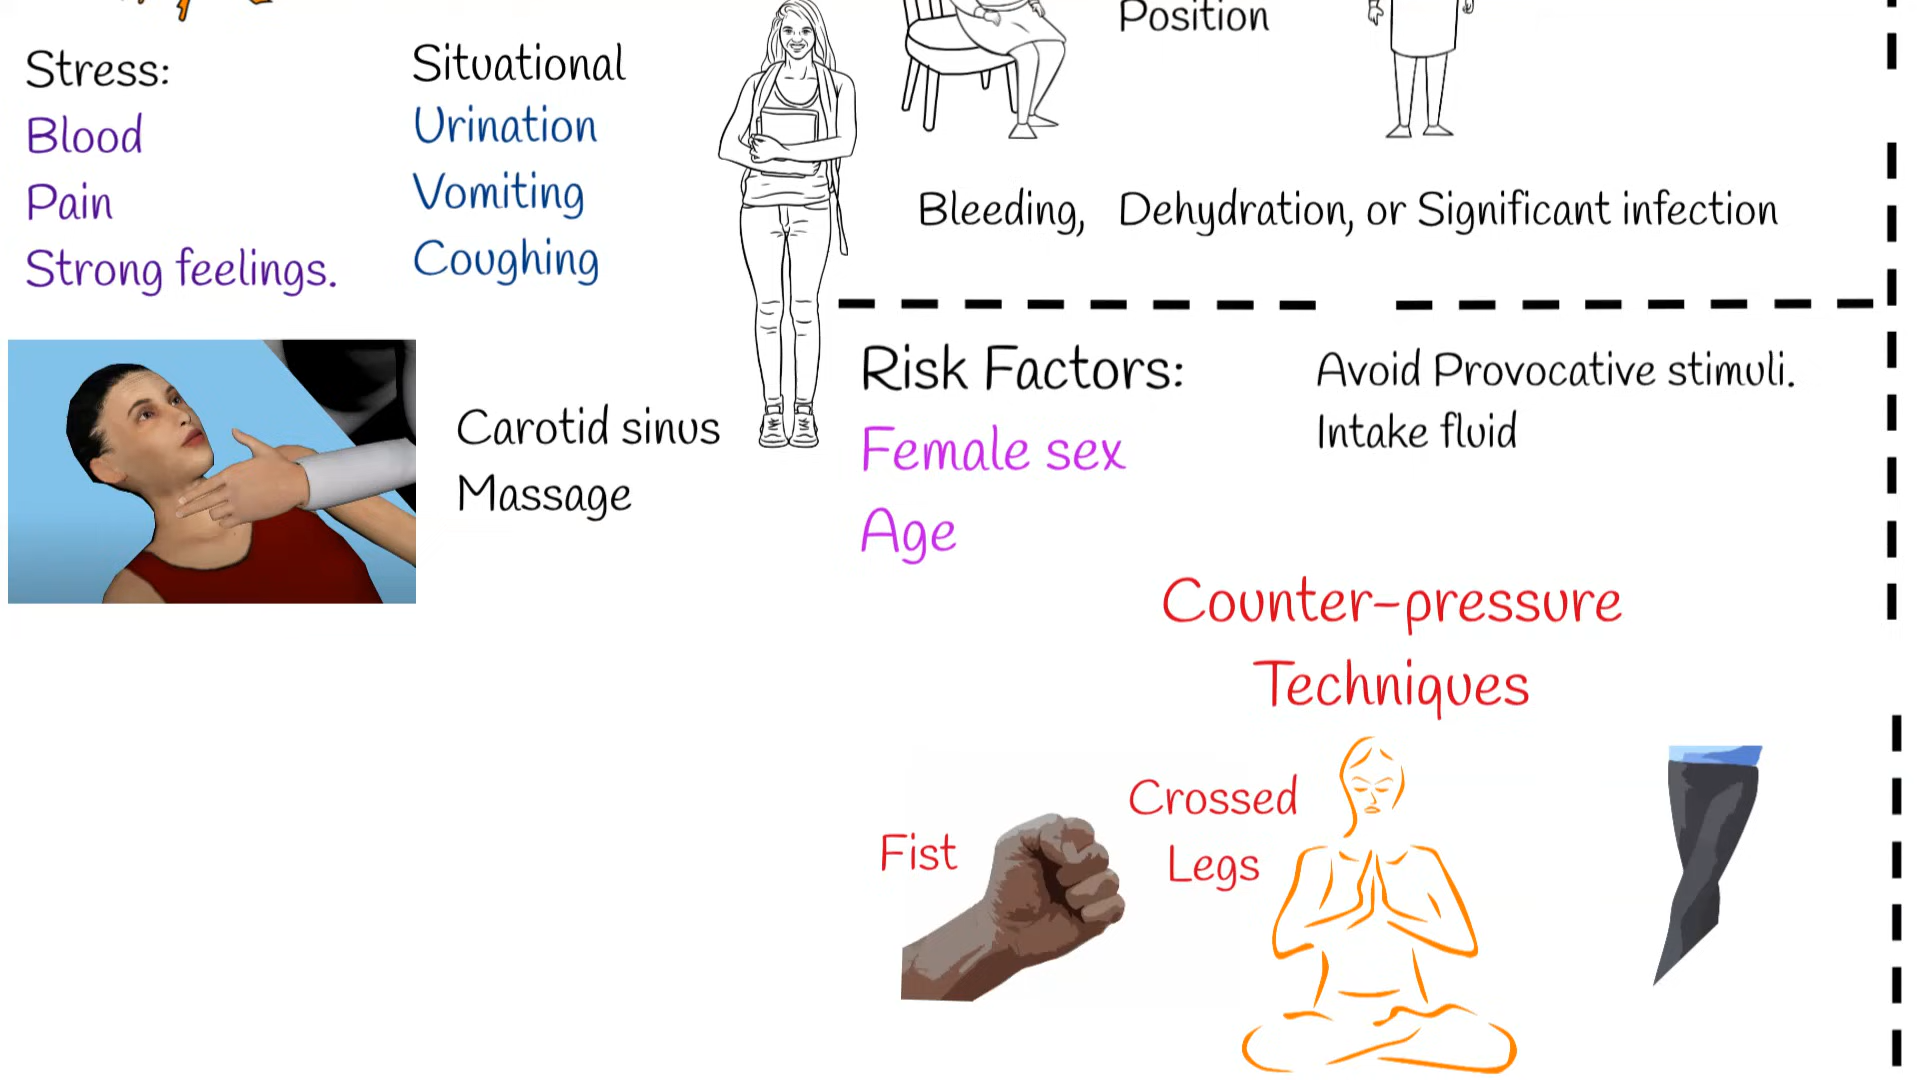 Stress:
Blood
Pain
Strong feelings.
Situational
Urination
Vomiting
Coughing
Carotid sinus
Massage
Position
Bleeding, Dehydration, or Significant infection
Risk Factors:
Female sex
Age
Avoid Provocative stimuli.
Intake fluid
Counter-pressure
Techniques
Fist
Crossed
Legs